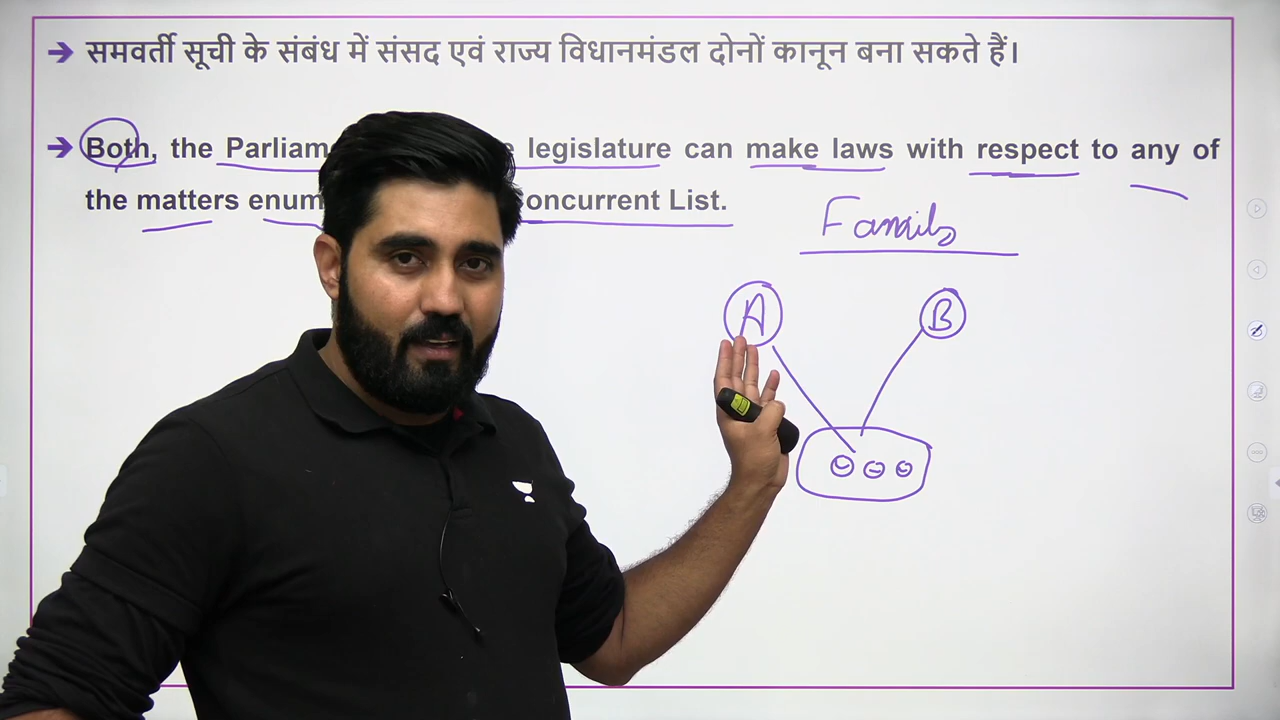 → समवर्ती सूची के संबंध में संसद एवं राज्य विधानमंडल दोनों कानून बना सकते हैं।
→ Both, the Parliam legislature can make laws with respect to any of
the matters enum oncurrent List.
Family
A B